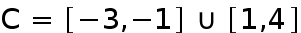 C = [−3,−1] ∪ [1,4]